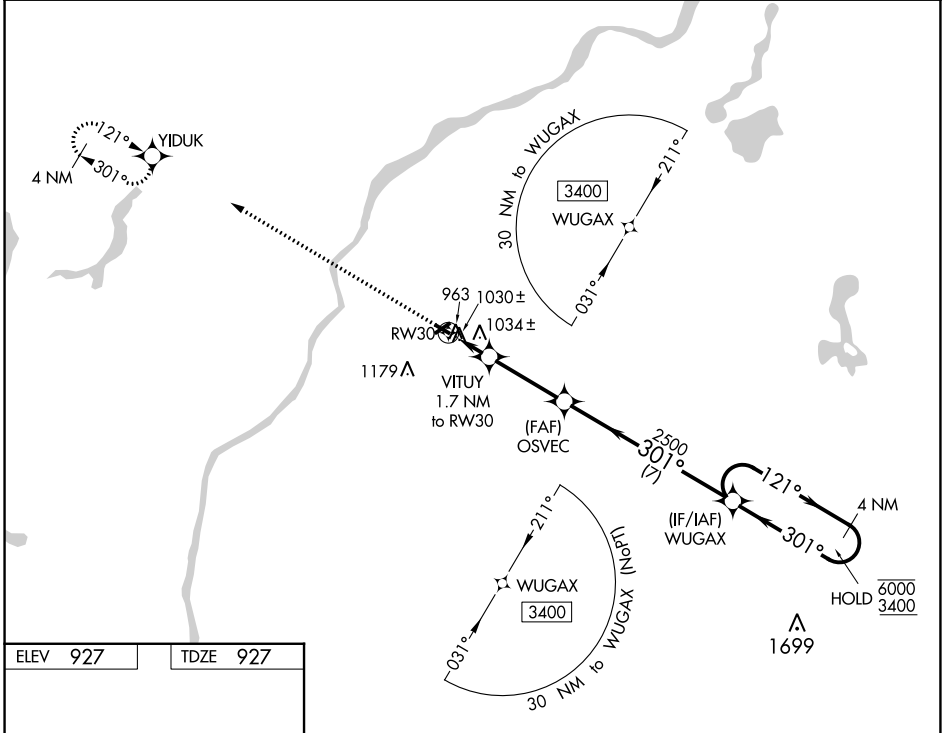 121°
YIDUK
301°
4 NM
30 NM to WUGAX
211°
3400
WUGAX
031°
963
1030±
RW30
1034±
1179
VITUY
1.7 NM
to RW30
(FAF)
OSVEC
2500
301°
(7)
121°
4 NM
(IF/IAF)
WUGAX
301°
HOLD
6000
3400
1699
211°
WUGAX
3400
031°
30 NM to WUGAX (NoPT)
ELEV 927
TDZE 927